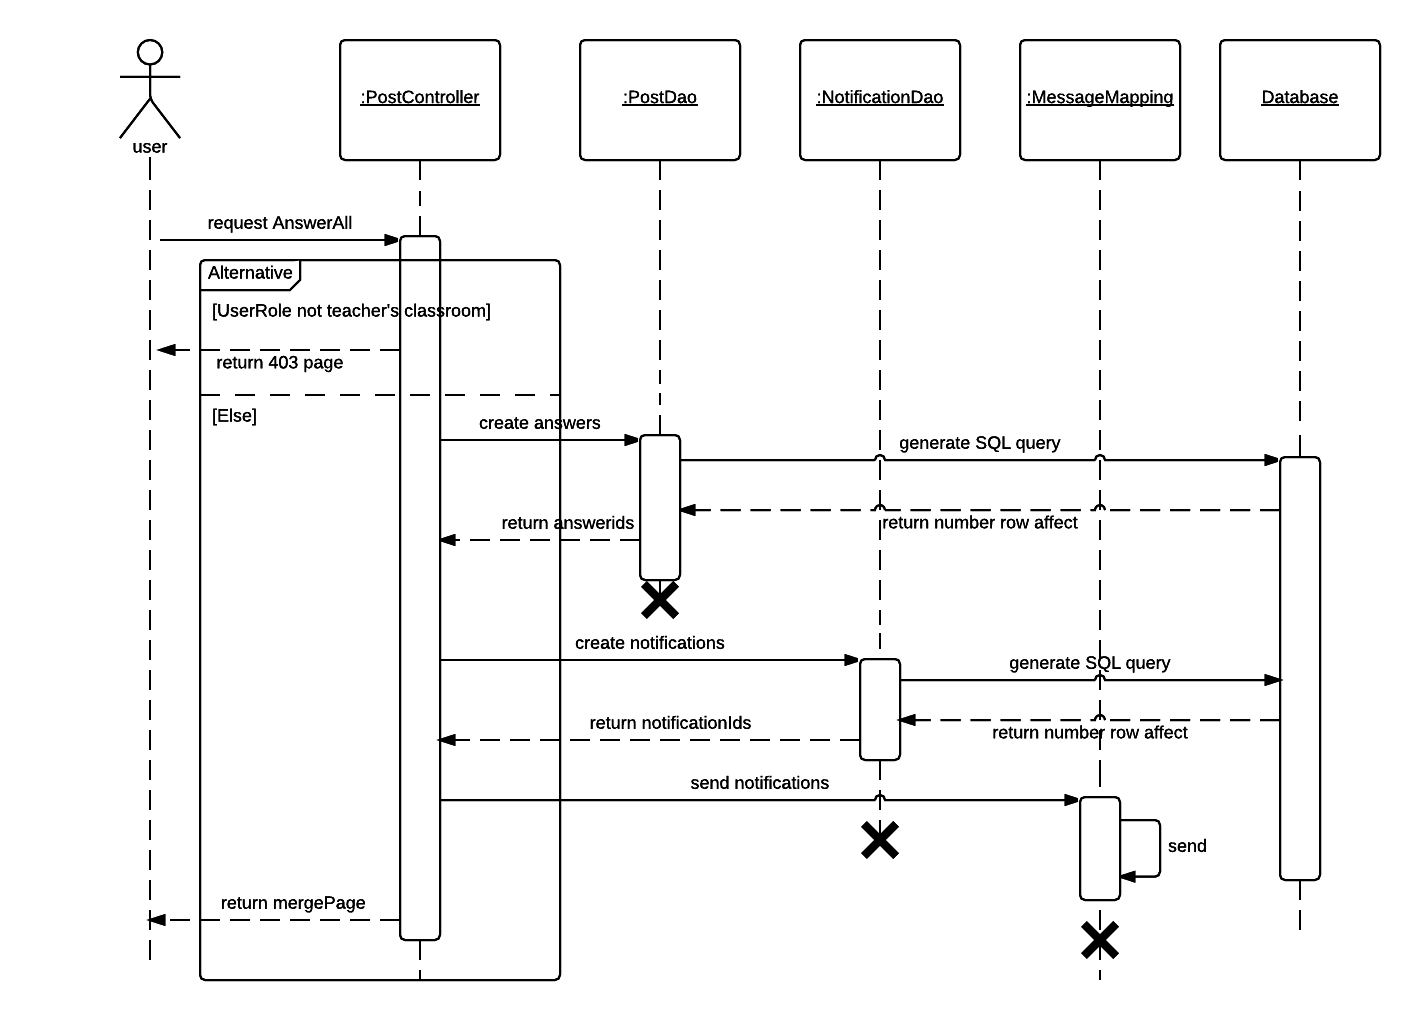 user
:PostController
:PostDao
:NotificationDao
:MessageMapping
Database
request AnswerAll
Alternative
[UserRole not teacher's classroom]
return 403 page
[Else]
create answers
generate SQL query
return number row affect
return answerids
create notifications
generate SQL query
return number row affect
return notificationIds
send notifications
send
return mergePage